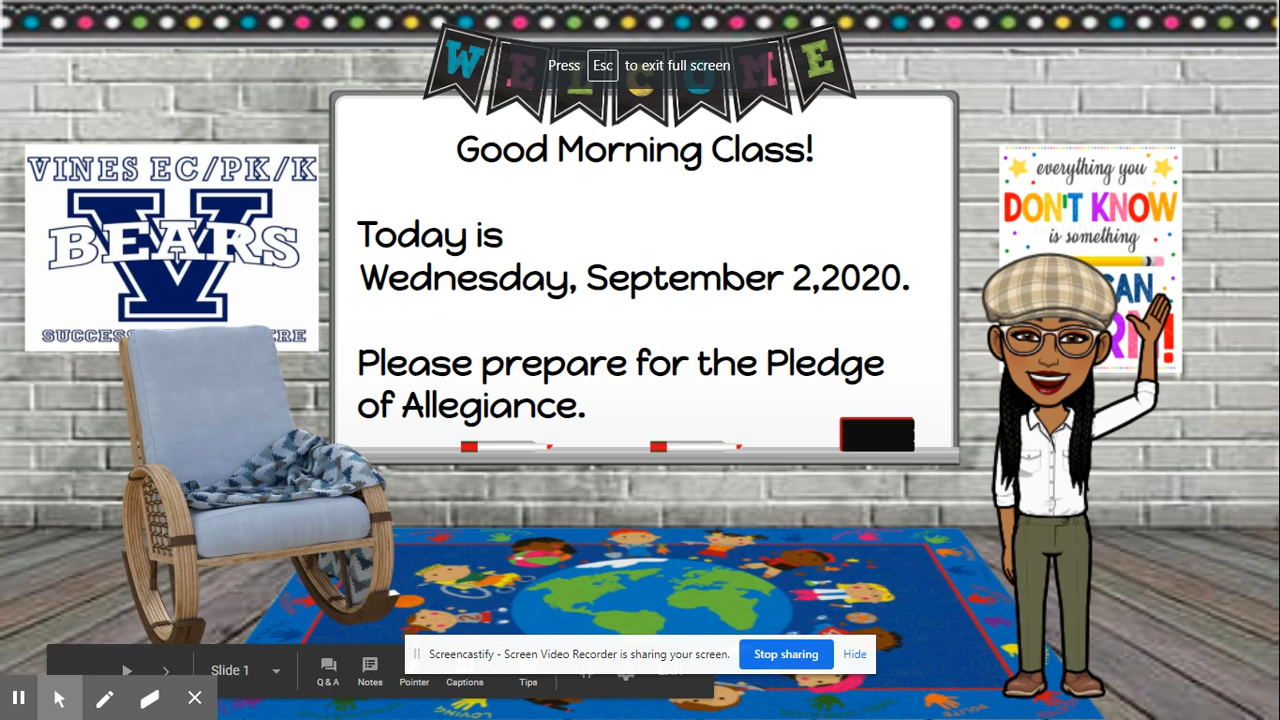 WELCOME
Press Esc to exit full screen
Good Morning Class!
VINES EC/PK/K
BEARS
everything you
DON'T KNOW
is something
Today is
Wednesday, September 2,2020.
Please prepare for the Pledge
of Allegiance.
Screencastify - Screen Video Recorder is sharing your screen.
Stop sharing
Hide
Slide 1
Q & A
Notes
Pointer
Captions
Tips
LOVING